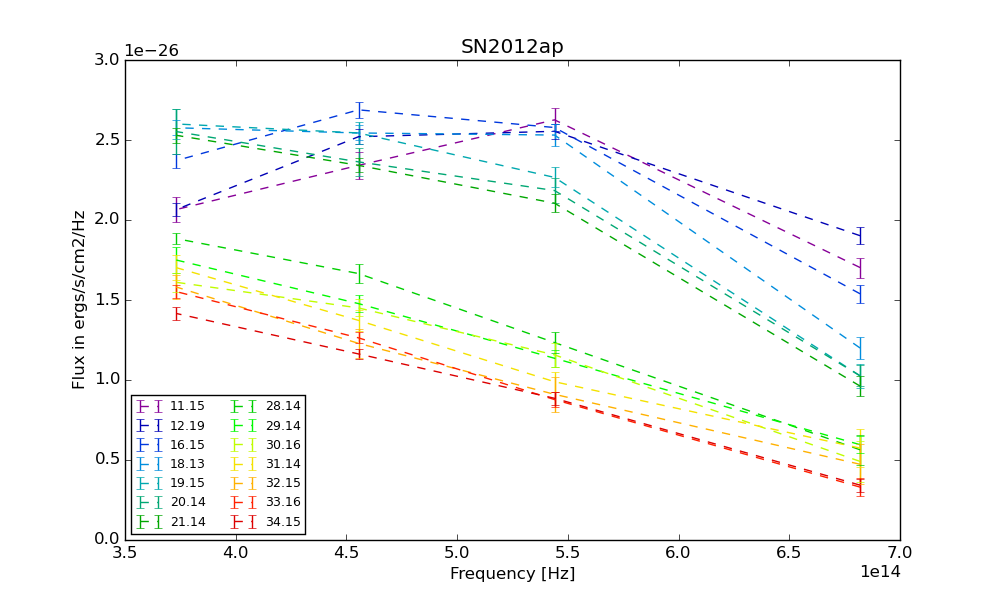 SN2012ap
1e−26
3.0
2.5
2.0
1.5
1.0
0.5
0.0
Flux in ergs/s/cm2/Hz
11.15 28.14
12.19 29.14
16.15 30.16
18.13 31.14
19.15 32.15
20.14 33.16
21.14 34.15
3.5 4.0 4.5 5.0 5.5 6.0 6.5 7.0
Frequency [Hz]
1e14